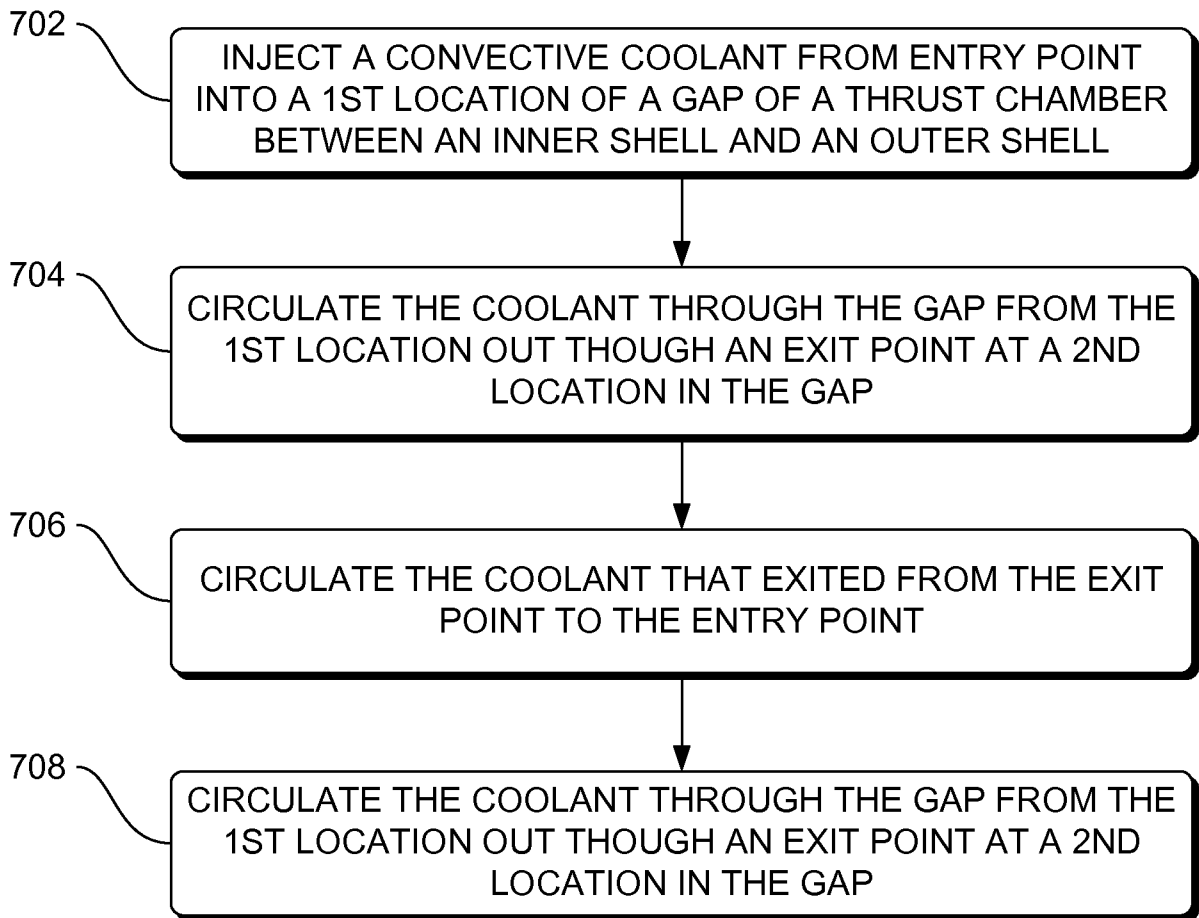 702
INJECT A CONVECTIVE COOLANT FROM ENTRY POINT
INTO A 1ST LOCATION OF A GAP OF A THRUST CHAMBER
BETWEEN AN INNER SHELL AND AN OUTER SHELL
704
CIRCULATE THE COOLANT THROUGH THE GAP FROM THE
1ST LOCATION OUT THOUGH AN EXIT POINT AT A 2ND
LOCATION IN THE GAP
706
CIRCULATE THE COOLANT THAT EXITED FROM THE EXIT
POINT TO THE ENTRY POINT
708
CIRCULATE THE COOLANT THROUGH THE GAP FROM THE
1ST LOCATION OUT THOUGH AN EXIT POINT AT A 2ND
LOCATION IN THE GAP